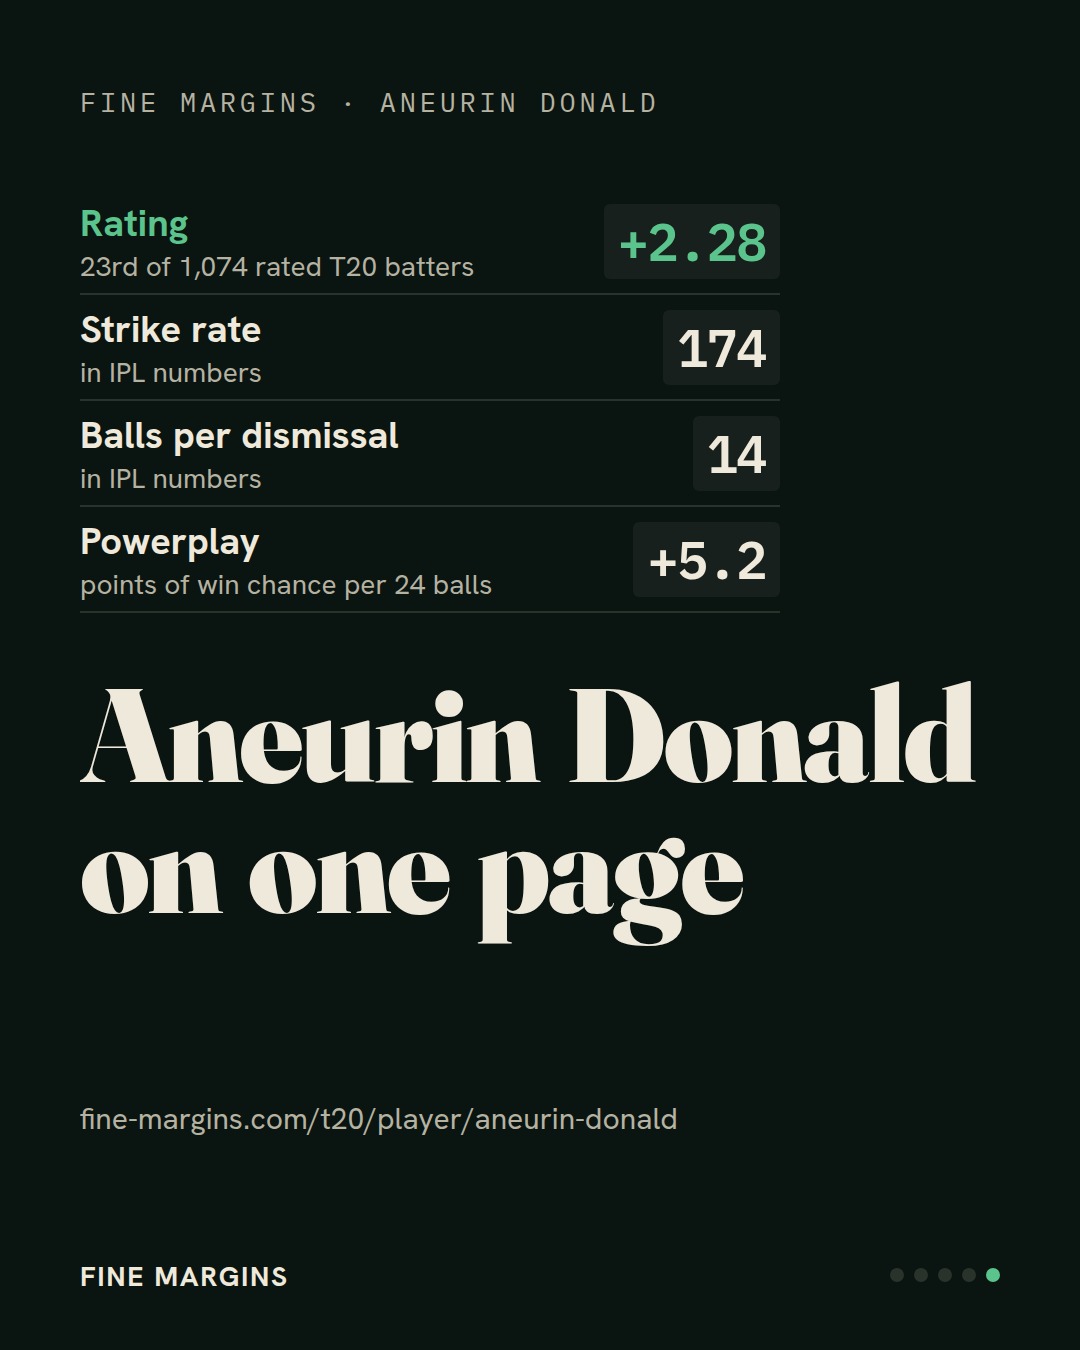 FINE MARGINS · ANEURIN DONALD
Rating
+2.28
23rd of 1,074 rated T20 batters
Strike rate
174
in IPL numbers
Balls per dismissal
14
in IPL numbers
Powerplay
+5.2
points of win chance per 24 balls
Aneurin Donald
on one page
fine-margins.com/t20/player/aneurin-donald
FINE MARGINS